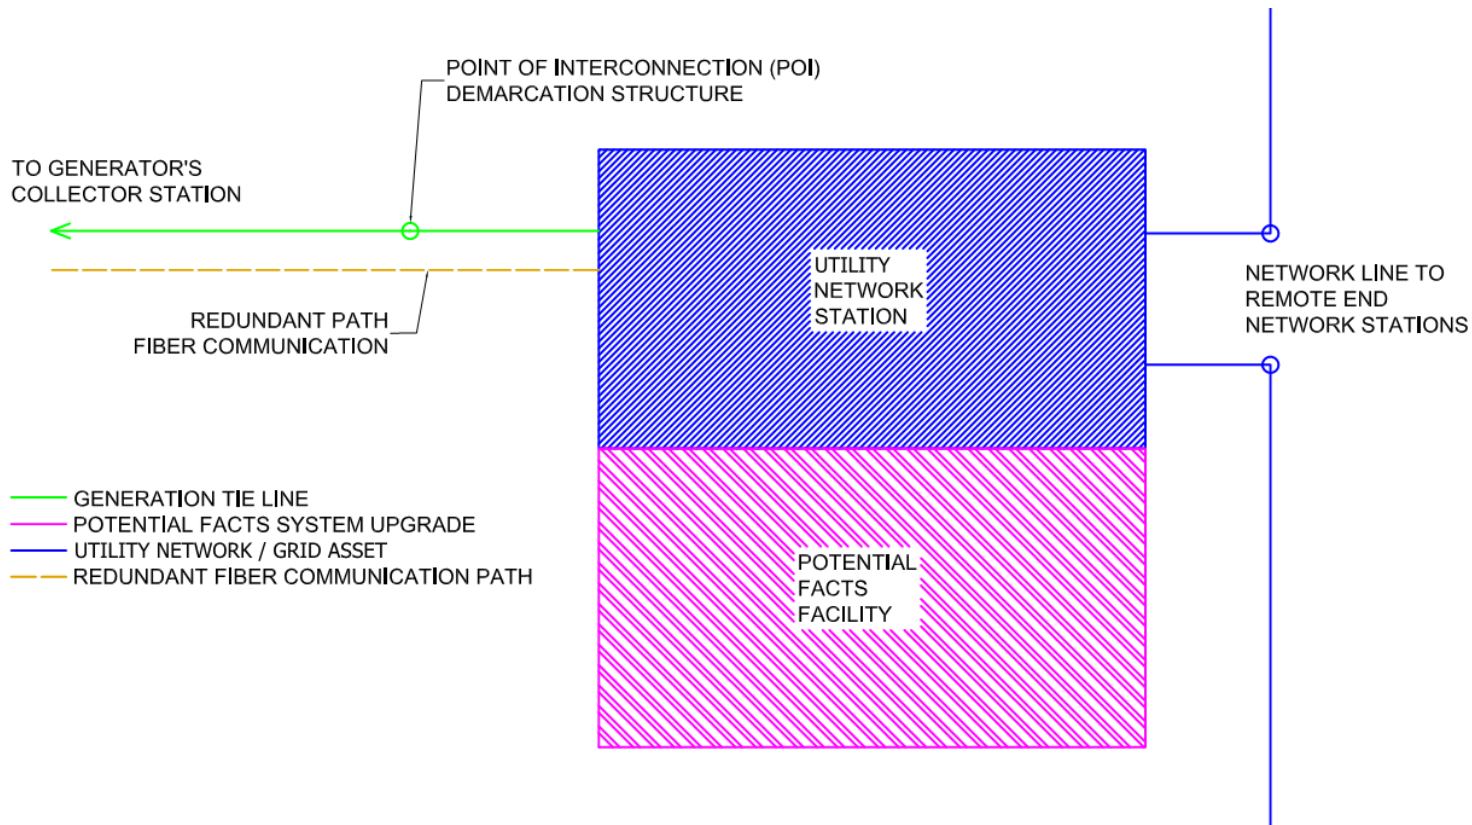 POINT OF INTERCONNECTION (POI)
DEMARCATION STRUCTURE
TO GENERATOR'S
COLLECTOR STATION
UTILITY
NETWORK
STATION
NETWORK LINE TO
REMOTE END
NETWORK STATIONS
REDUNDANT PATH
FIBER COMMUNICATION
GENERATION TIE LINE
POTENTIAL FACTS SYSTEM UPGRADE
UTILITY NETWORK / GRID ASSET
REDUNDANT FIBER COMMUNICATION PATH
POTENTIAL
FACTS
FACILITY